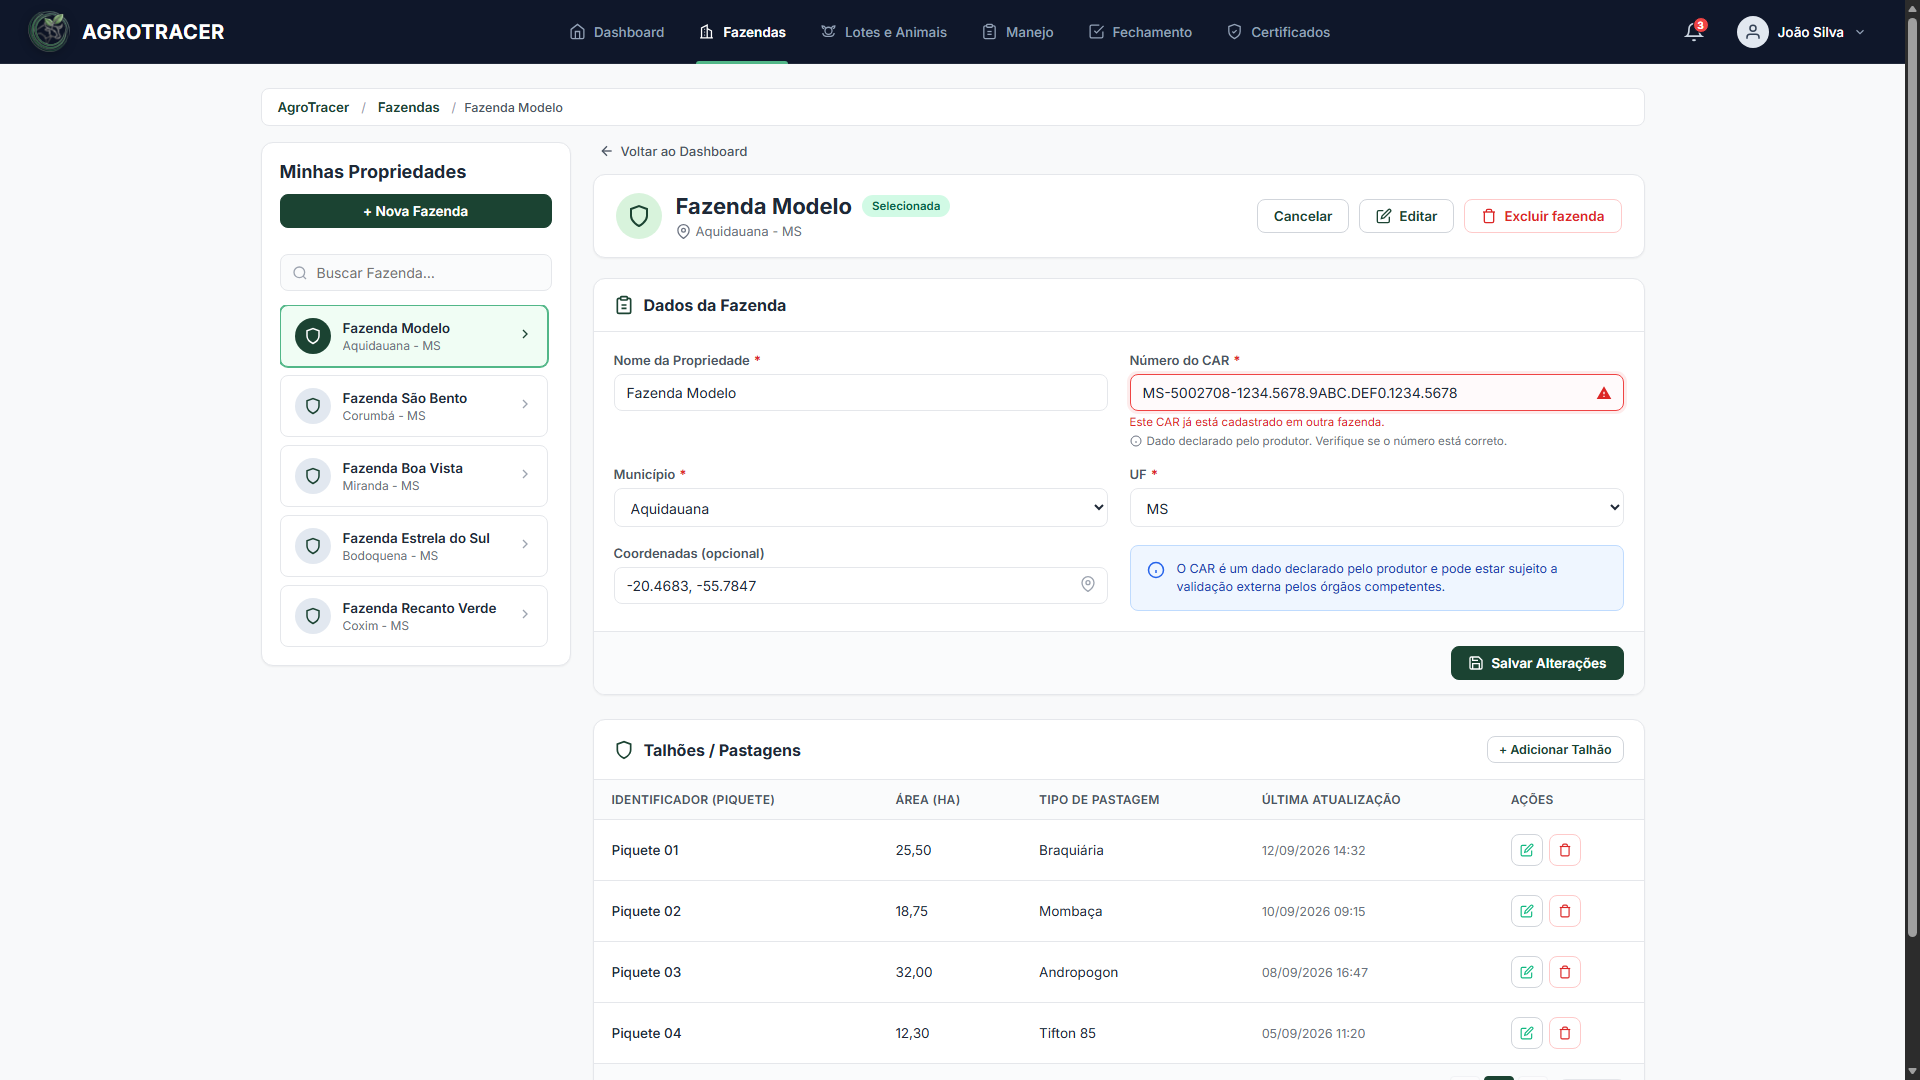 AGROTRACER
Dashboard
Fazendas
Lotes e Animais
Manejo
Fechamento
Certificados
3
João Silva
AgroTracer / Fazendas / Fazenda Modelo
Minhas Propriedades
+ Nova Fazenda
Buscar Fazenda...
Fazenda Modelo
Aquidauana - MS
Fazenda São Bento
Corumbá - MS
Fazenda Boa Vista
Miranda - MS
Fazenda Estrela do Sul
Bodoquena - MS
Fazenda Recanto Verde
Coxim - MS
Voltar ao Dashboard
Fazenda Modelo
Selecionada
Aquidauana - MS
Cancelar
Editar
Excluir fazenda
Dados da Fazenda
Nome da Propriedade *
Fazenda Modelo
Número do CAR *
MS-5002708-1234.5678.9ABC.DEF0.1234.5678
Este CAR já está cadastrado em outra fazenda.
Dado declarado pelo produtor. Verifique se o número está correto.
Município *
Aquidauana
UF *
MS
Coordenadas (opcional)
-20.4683, -55.7847
O CAR é um dado declarado pelo produtor e pode estar sujeito a
validação externa pelos órgãos competentes.
Salvar Alterações
Talhões / Pastagens
+ Adicionar Talhão
IDENTIFICADOR (PIQUETE) ÁREA (HA) TIPO DE PASTAGEM ÚLTIMA ATUALIZAÇÃO AÇÕES
Piquete 01 25,50 Braquiária 12/09/2026 14:32
Piquete 02 18,75 Mombaça 10/09/2026 09:15
Piquete 03 32,00 Andropogon 08/09/2026 16:47
Piquete 04 12,30 Tifton 85 05/09/2026 11:20